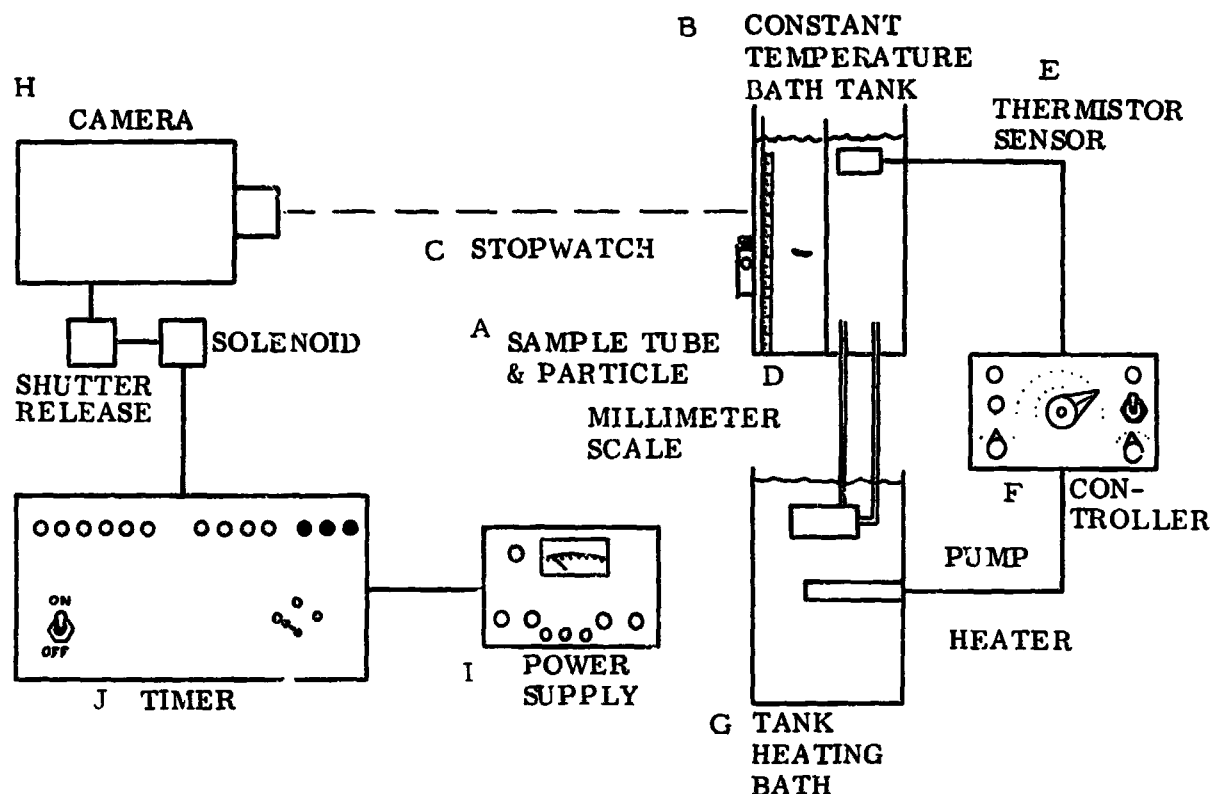 B CONSTANT
TEMPERATURE
BATH TANK
E
THERMISTOR
SENSOR
H
CAMERA
C STOPWATCH
A SAMPLE TUBE
& PARTICLE
D
MILLIMETER
SCALE
SOLENOID
SHUTTER
RELEASE
F CON-
TROLLER
PUMP
HEATER
ON
OFF
J TIMER
I POWER
SUPPLY
G TANK
HEATING
BATH